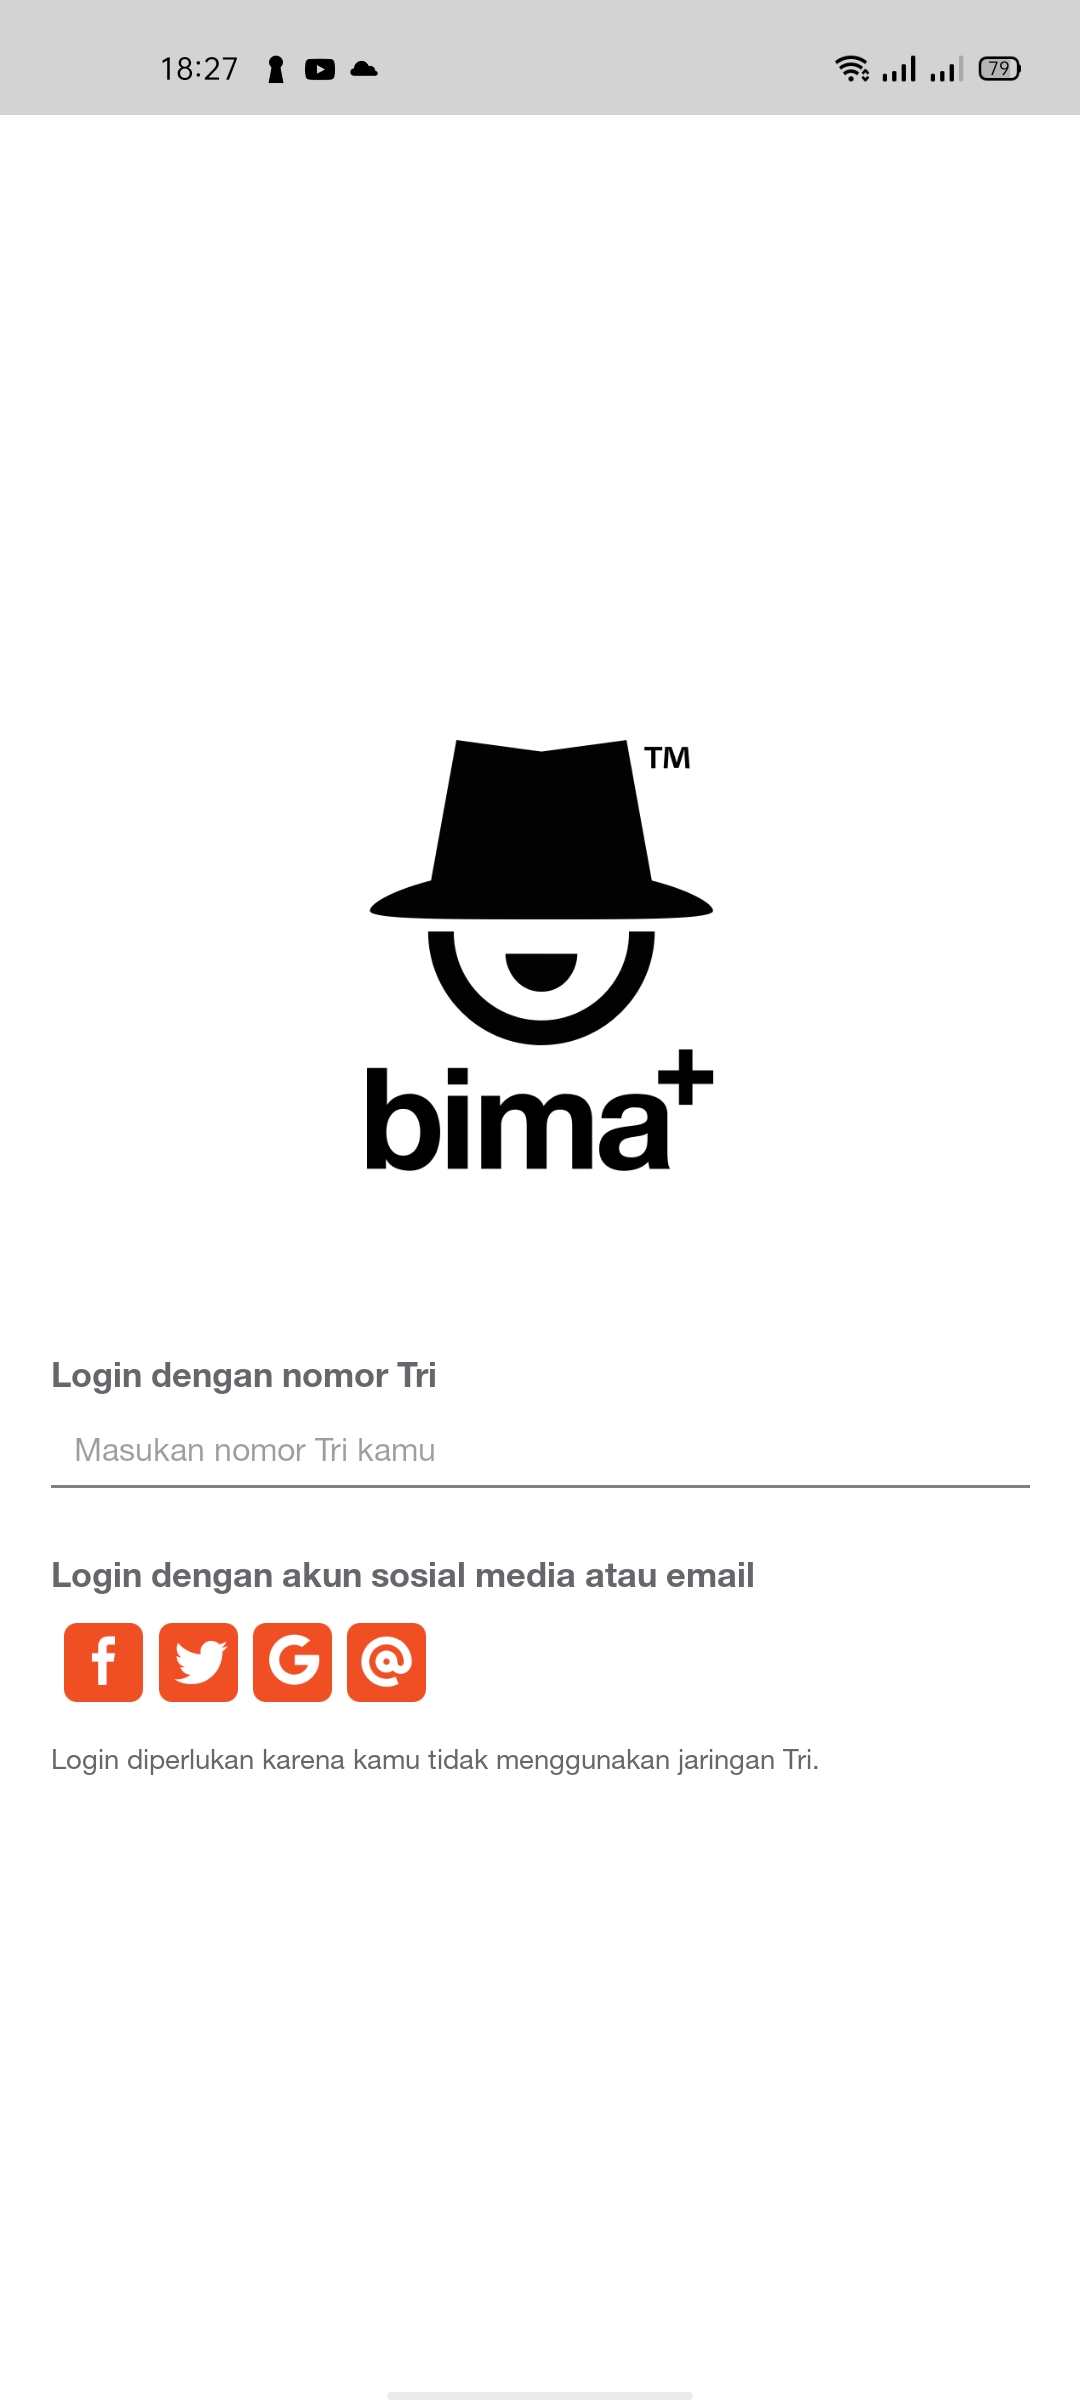 18:27
79
TM
bima+
Login dengan nomor Tri
Masukan nomor Tri kamu
Login dengan akun sosial media atau email
Login diperlukan karena kamu tidak menggunakan jaringan Tri.